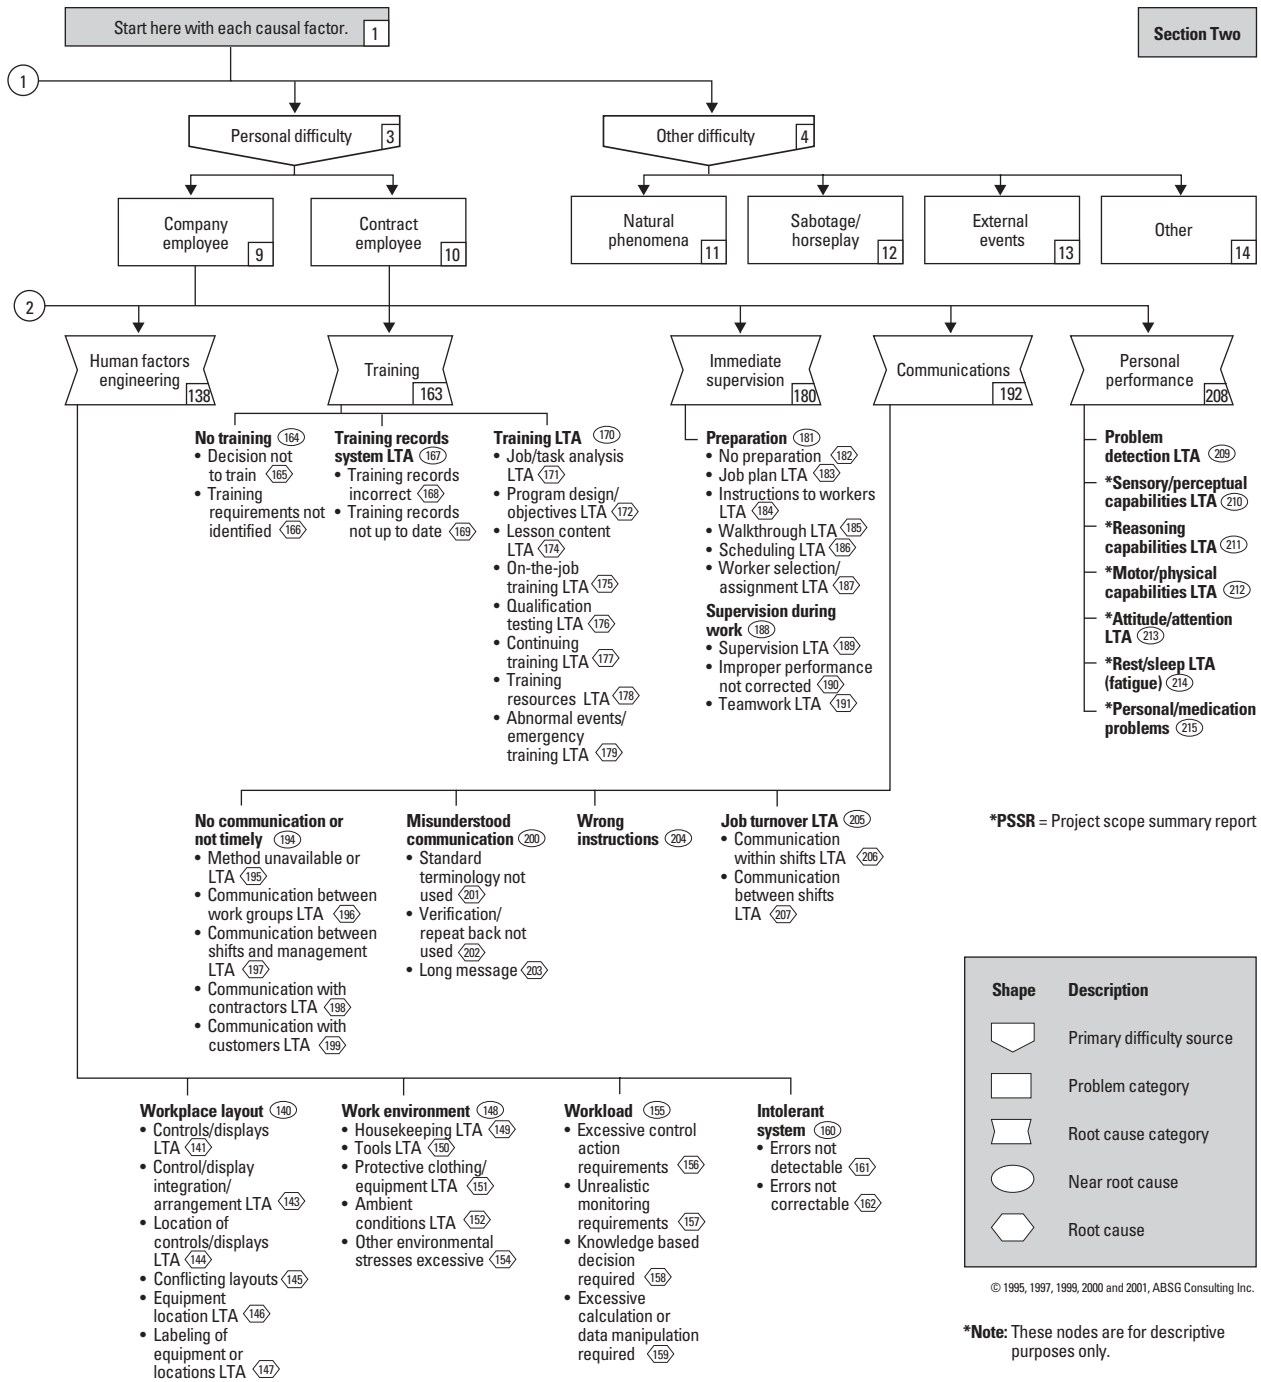 Start here with each causal factor. 1
Section Two
1
Personal difficulty 3
Other difficulty 4
Company
employee 9
Contract
employee 10
Natural
phenomena 11
Sabotage/
horseplay 12
External
events 13
Other
14
2
Human factors
engineering 138
Training
163
Immediate
supervision 180
Communications
192
Personal
performance 208
No training 164
• Decision not
to train 165
• Training
requirements not
identified 166
Training records
system LTA 167
• Training records
incorrect 168
• Training records
not up to date 169
Training LTA 170
• Job/task analysis
LTA 171
• Program design/
objectives LTA 172
• Lesson content
LTA 174
• On-the-job
training LTA 175
• Qualification
testing LTA 176
• Continuing
training LTA 177
• Training
resources LTA 178
• Abnormal events/
emergency
training LTA 179
Preparation 181
• No preparation 182
• Job plan LTA 183
• Instructions to workers
LTA 184
• Walkthrough LTA 185
• Scheduling LTA 186
• Worker selection/
assignment LTA 187
Supervision during
work 188
• Supervision LTA 189
• Improper performance
not corrected 190
• Teamwork LTA 191
Problem
detection LTA 209
*Sensory/perceptual
capabilities LTA 210
*Reasoning
capabilities LTA 211
*Motor/physical
capabilities LTA 212
*Attitude/attention
LTA 213
*Rest/sleep LTA
(fatigue) 214
*Personal/medication
problems 215
No communication or
not timely 194
• Method unavailable or
LTA 195
• Communication between
work groups LTA 196
• Communication between
shifts and management
LTA 197
• Communication with
contractors LTA 198
• Communication with
customers LTA 199
Misunderstood
communication 200
• Standard
terminology not
used 201
• Verification/
repeat back not
used 202
• Long message 203
Wrong
instructions 204
Job turnover LTA 205
• Communication
within shifts LTA 206
• Communication
between shifts
LTA 207
*PSSR = Project scope summary report
Workplace layout 140
• Controls/displays
LTA 141
• Control/display
integration/
arrangement LTA 143
• Location of
controls/displays
LTA 144
• Conflicting layouts 145
• Equipment
location LTA 146
• Labeling of
equipment or
locations LTA 147
Work environment 148
• Housekeeping LTA 149
• Tools LTA 150
• Protective clothing/
equipment LTA 151
• Ambient
conditions LTA 152
• Other environmental
stresses excessive 154
Workload 155
• Excessive control
action
requirements 156
• Unrealistic
monitoring
requirements 157
• Knowledge based
decision
required 158
• Excessive
calculation or
data manipulation
required 159
Intolerant
system 160
• Errors not
detectable 161
• Errors not
correctable 162
Shape Description
Primary difficulty source
Problem category
Root cause category
Near root cause
Root cause
© 1995, 1997, 1999, 2000 and 2001, ABSG Consulting Inc.
*Note: These nodes are for descriptive
purposes only.